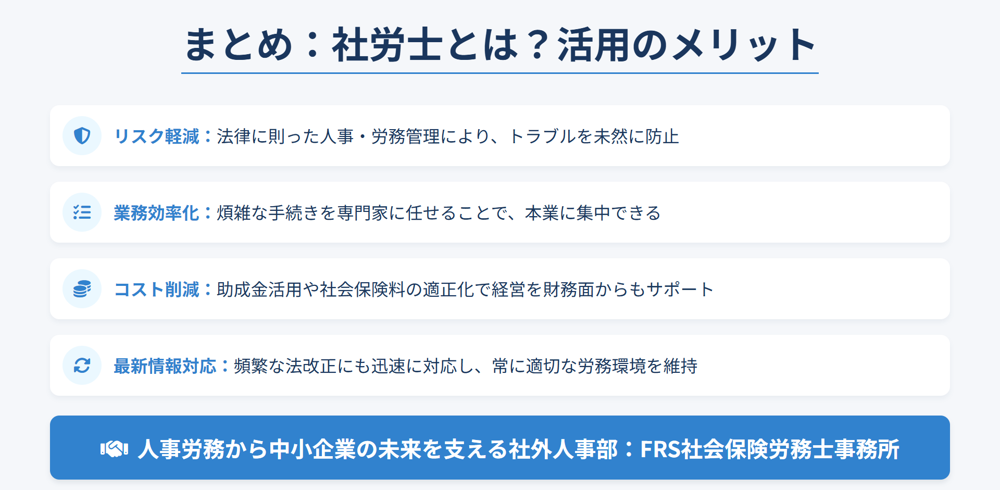 まとめ：社労士とは？活用のメリット
リスク軽減：法律に則った人事・労務管理により、トラブルを未然に防止
業務効率化：煩雑な手続きを専門家に任せることで、本業に集中できる
コスト削減：助成金活用や社会保険料の適正化で経営を財務面からもサポート
最新情報対応：頻繁な法改正にも迅速に対応し、常に適切な労務環境を維持
人事労務から中小企業の未来を支える社外人事部：FRS社会保険労務士事務所